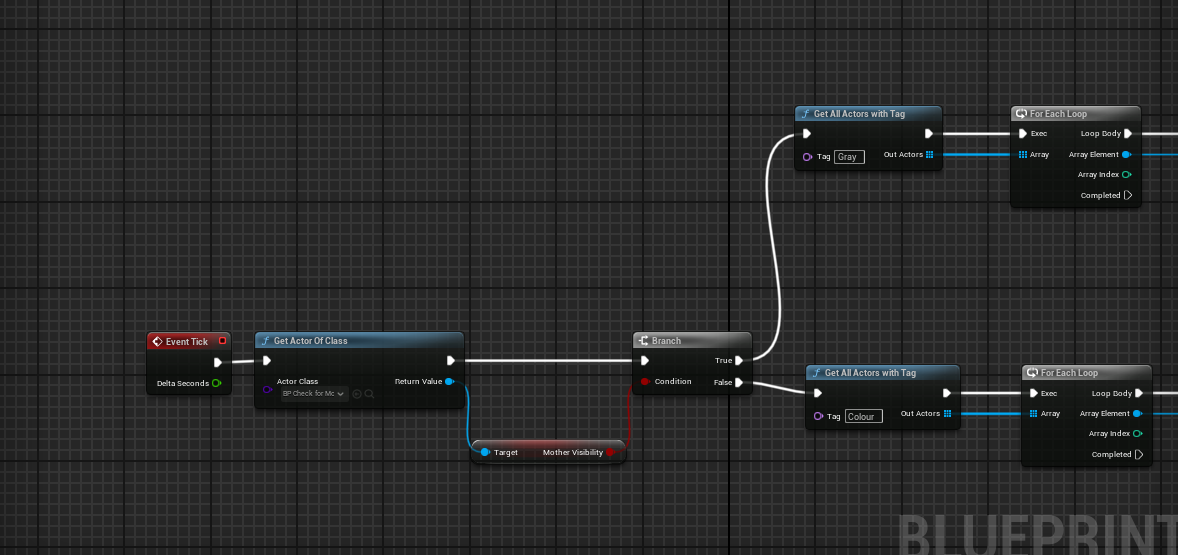 Get All Actors with Tag
Tag Gray Out Actors
For Each Loop
Exec Loop Body
Array Array Element
Array Index
Completed
Event Tick
Delta Seconds
Get Actor Of Class
Actor Class Return Value
BP Check for Mc
Target Mother Visibility
Branch
True
Condition False
Get All Actors with Tag
Tag Colour Out Actors
For Each Loop
Exec Loop Body
Array Array Element
Array Index
Completed
BLUEPRINT